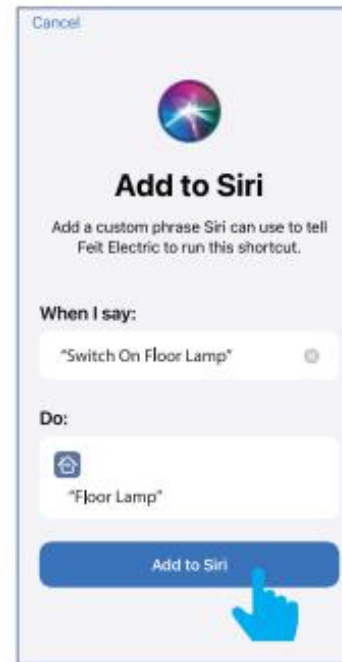 Cancel
Add to Siri
Add a custom phrase Siri can use to tell
Feit Electric to run this shortcut.
When I say:
"Switch On Floor Lamp"
Do:
"Floor Lamp"
Add to Siri